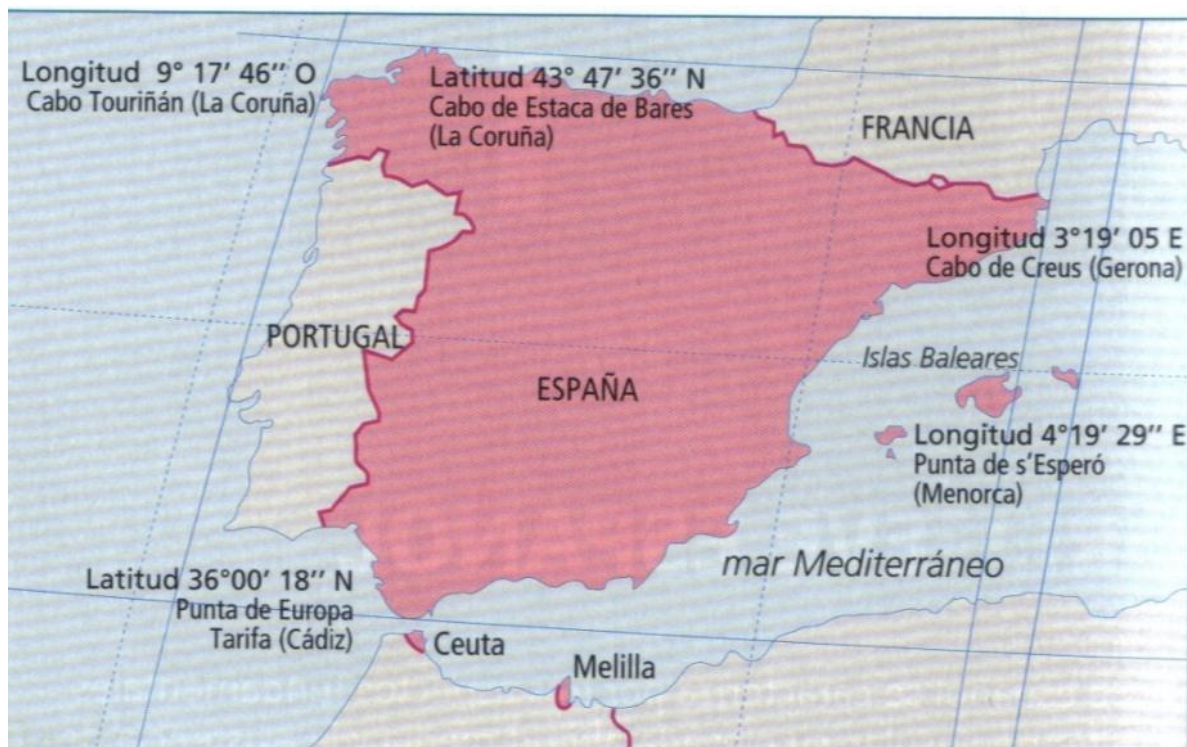 Longitud 9° 17' 46'' O
Cabo Touriñán (La Coruña)
Latitud 43° 47' 36'' N
Cabo de Estaca de Bares
(La Coruña)
FRANCIA
Longitud 3°19' 05 E
Cabo de Creus (Gerona)
PORTUGAL
ESPAÑA
Islas Baleares
Longitud 4°19' 29'' E
Punta de s'Esperó
(Menorca)
mar Mediterráneo
Latitud 36°00' 18'' N
Punta de Europa
Tarifa (Cádiz)
Ceuta
Melilla